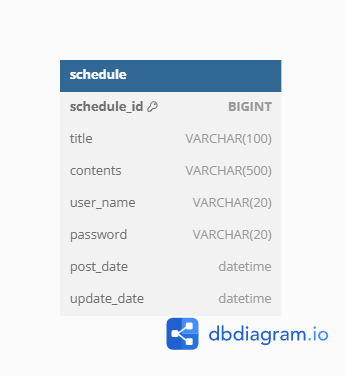 schedule
schedule_id BIGINT
title VARCHAR(100)
contents VARCHAR(500)
user_name VARCHAR(20)
password VARCHAR(20)
post_date datetime
update_date datetime
dbdiagram.io